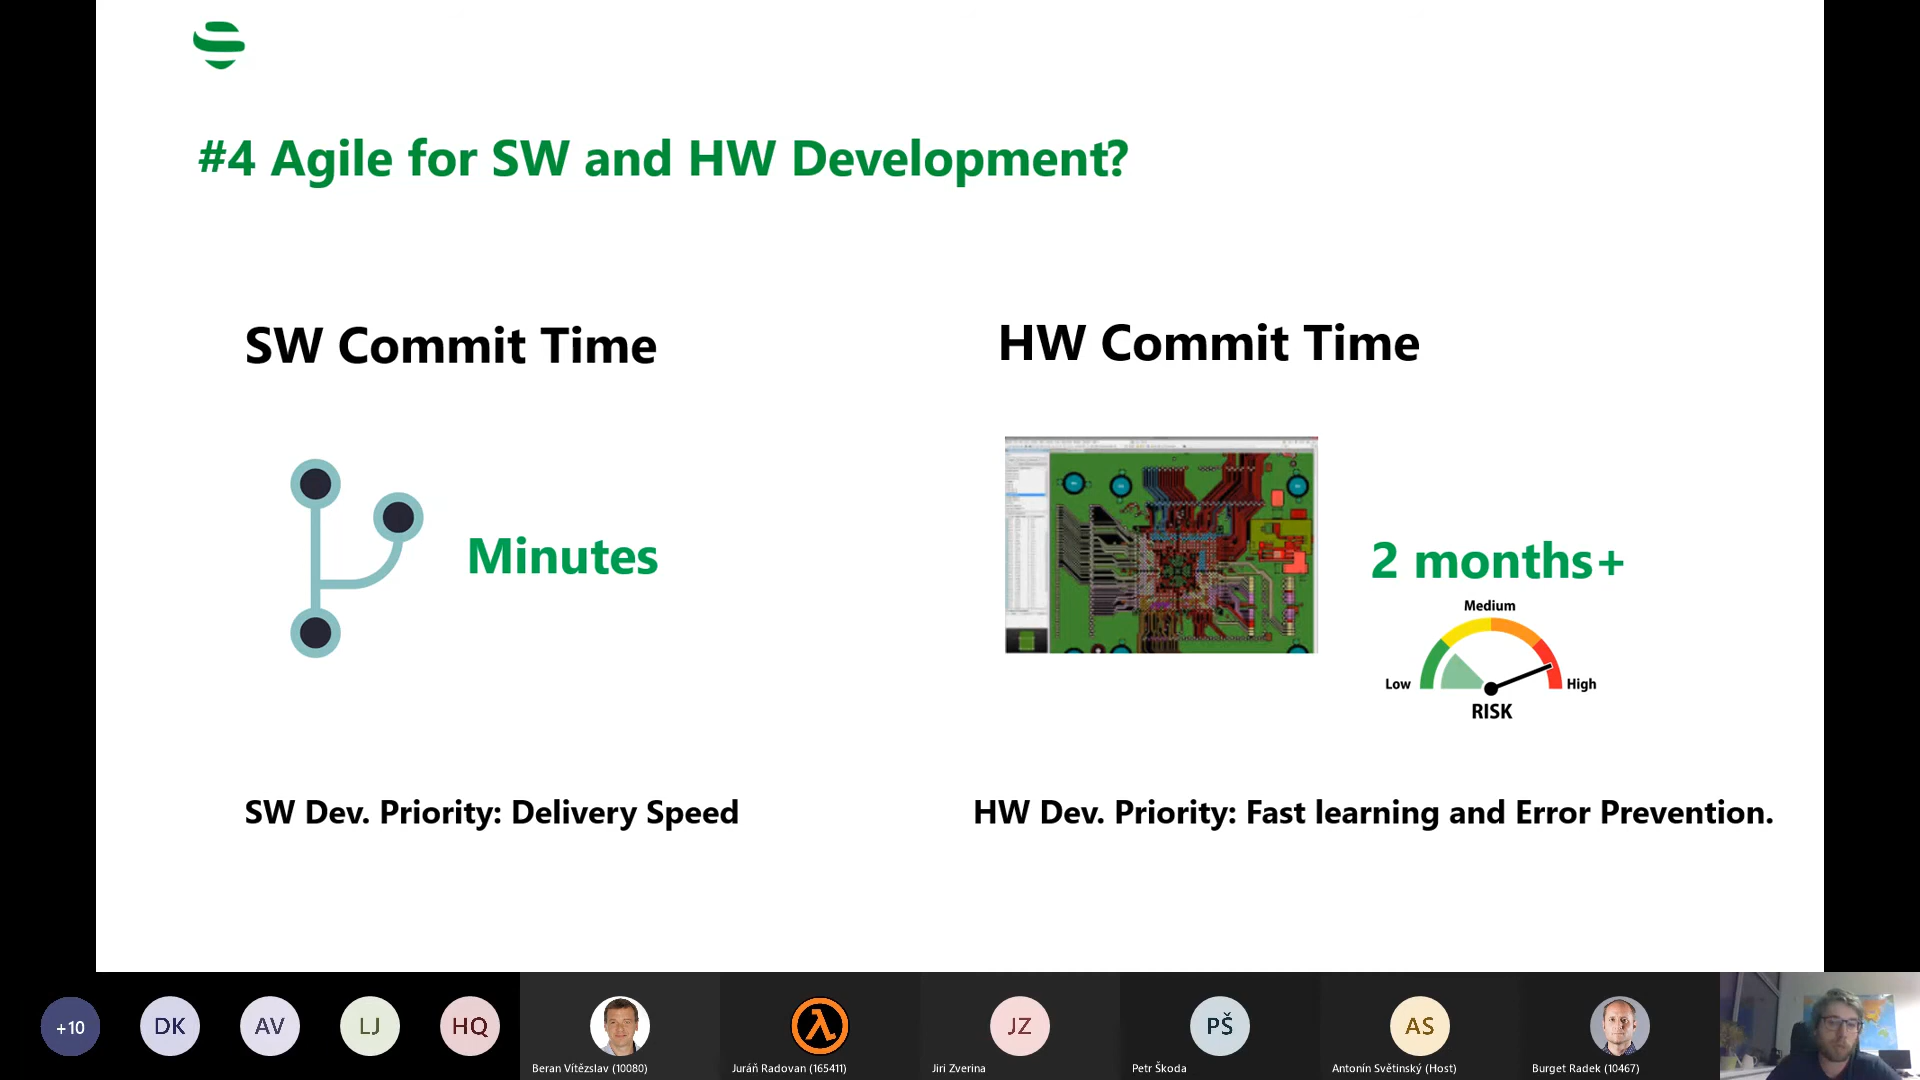 #4 Agile for SW and HW Development?
SW Commit Time
HW Commit Time
Minutes
2 months+
Medium
Low
High
RISK
SW Dev. Priority: Delivery Speed
HW Dev. Priority: Fast learning and Error Prevention.
+10
DK
AV
LJ
HQ
JZ
PŠ
AS
Beran Vítězslav (10080)
Juráň Radovan (165411)
Jiri Zverina
Petr Škoda
Antonín Světinský (Host)
Burget Radek (10467)